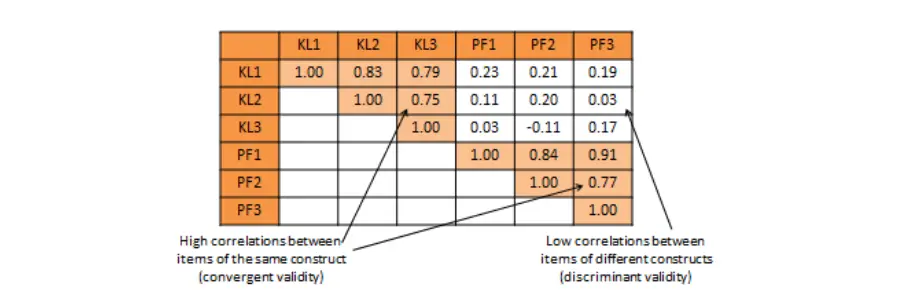 KL1 KL2 KL3 PF1 PF2 PF3
KL1 1.00 0.83 0.79 0.23 0.21 0.19
KL2 1.00 0.75 0.11 0.20 0.03
KL3 1.00 0.03 -0.11 0.17
PF1 1.00 0.84 0.91
PF2 1.00 0.77
PF3 1.00
High correlations between
items of the same construct
(convergent validity)
Low correlations between
items of different constructs
(discriminant validity)